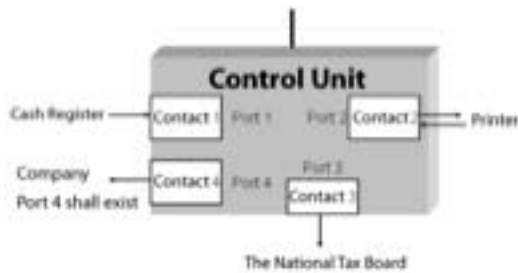 Control Unit
Cash Register
Contact 1
Port 1
Port 2
Contact 2
Printer
Company
Port 4 shall exist
Contact 4
Port 4
Port 3
Contact 3
The National Tax Board